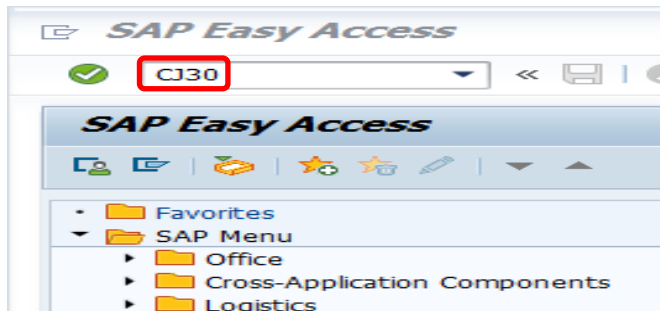 SAP Easy Access
CJ30
SAP Easy Access
Favorites
SAP Menu
Office
Cross-Application Components
Logistics